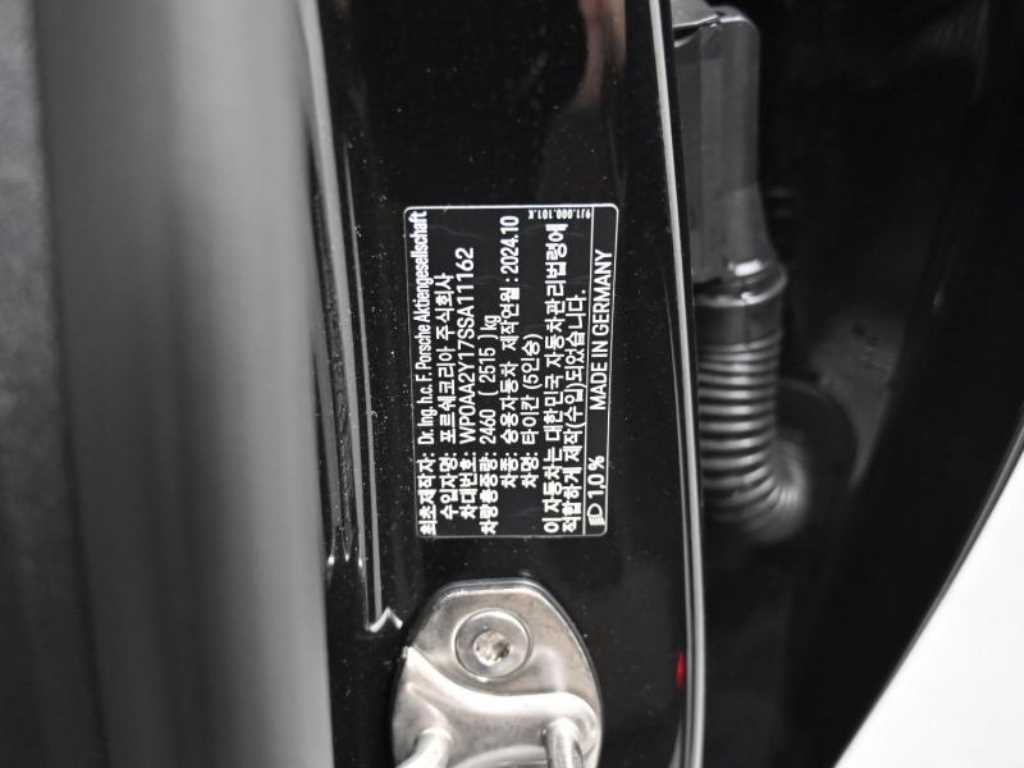 9J1.000.101.K
최초제작자: Dr. Ing. h.c. F. Porsche Aktiengesellschaft
수입자명: 포르쉐코리아 주식회사
차대번호: WP0AA2Y17SSA11162
차량총중량: 2460 ( 2515 ) kg
차종: 승용자동차 제작연월 : 2024.10
차명: 타이칸 (5인승)
이 자동차는 대한민국 자동차관리법령에
적합하게 제작(수입)되었습니다.
1,0% MADE IN GERMANY